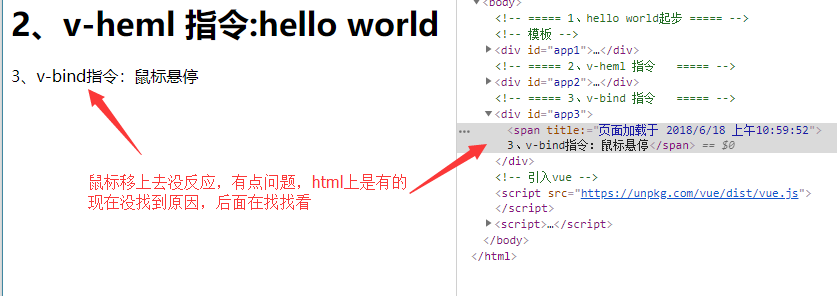 2、v-heml 指令:hello world
3、v-bind指令：鼠标悬停
鼠标移上去没反应，有点问题，html上是有的
现在没找到原因，后面在找找看
<body>
<!-- ===== 1、hello world起步 ===== -->
<!-- 模板 -->
<div id="app1">…</div>
<!-- ===== 2、v-heml 指令   ===== -->
<div id="app2">…</div>
<!-- ===== 3、v-bind 指令   ===== -->
<div id="app3">
<span title:="页面加载于 2018/6/18 上午10:59:52">
3、v-bind指令：鼠标悬停</span> == $0
</div>
<!-- 引入vue -->
<script src="https://unpkg.com/vue/dist/vue.js">
</script>
<script>…</script>
</body>
</html>